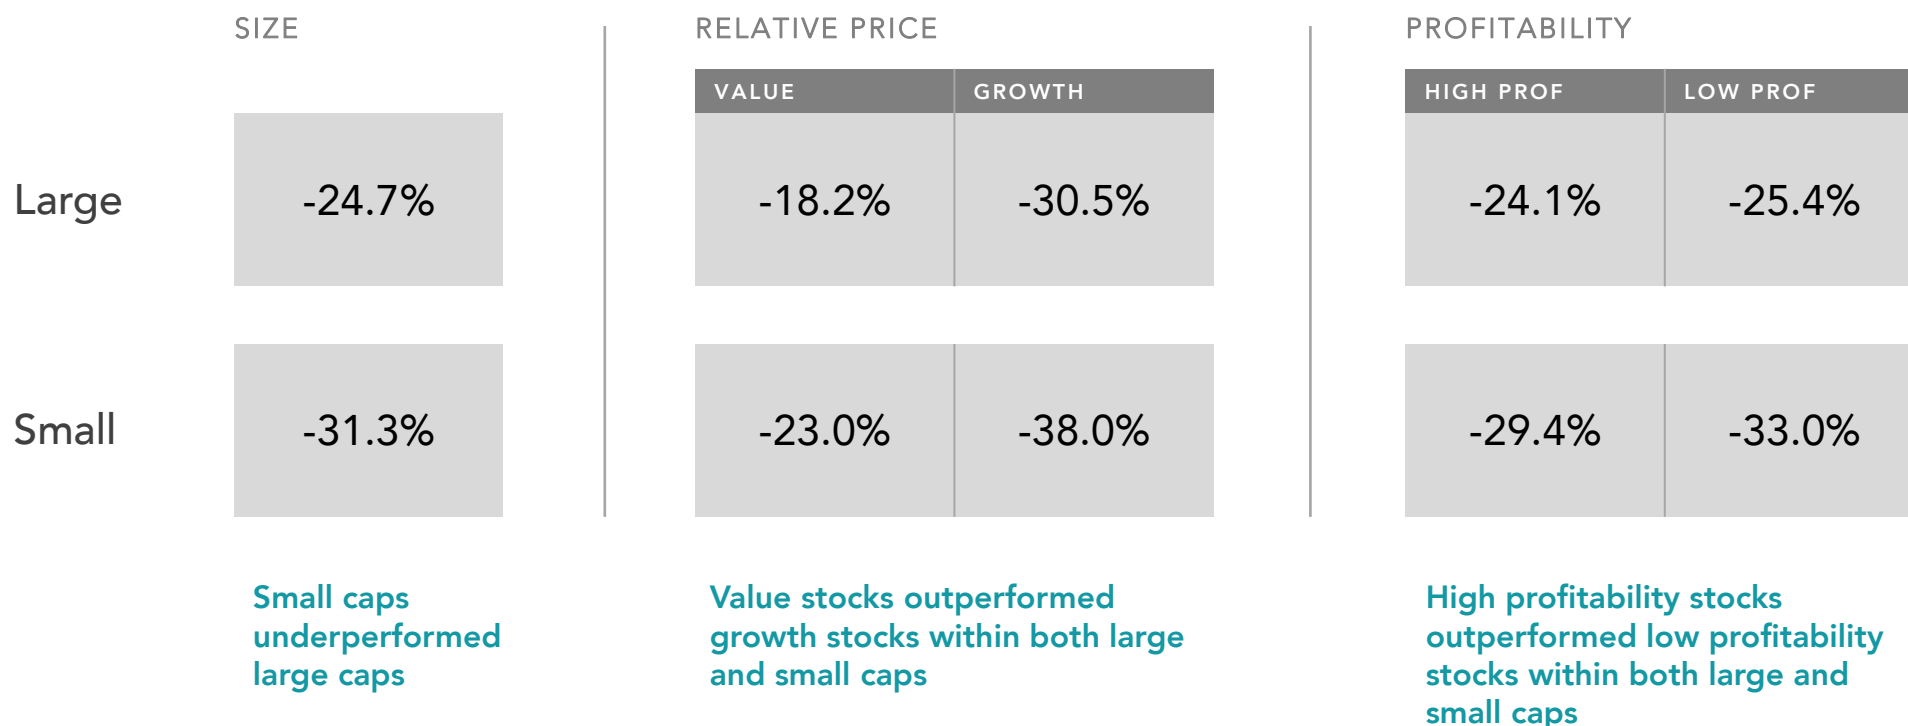 SIZE
RELATIVE PRICE
PROFITABILITY
VALUE GROWTH
HIGH PROF LOW PROF
Large -24.7% -18.2% -30.5% -24.1% -25.4%
Small -31.3% -23.0% -38.0% -29.4% -33.0%
Small caps
underperformed
large caps
Value stocks outperformed
growth stocks within both large
and small caps
High profitability stocks
outperformed low profitability
stocks within both large and
small caps